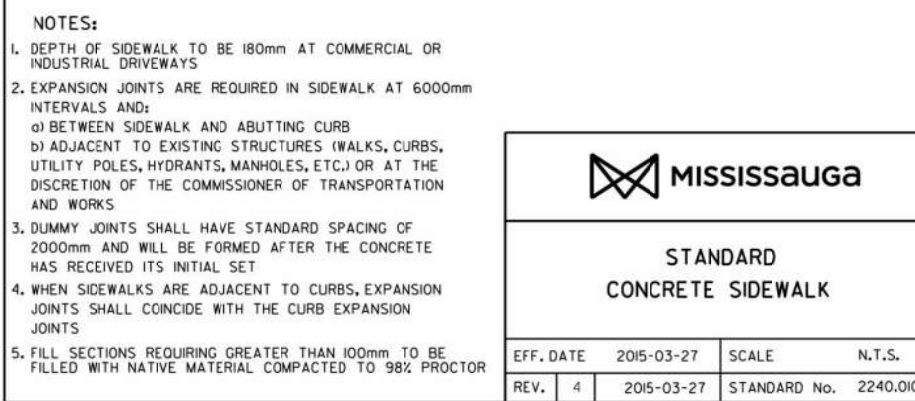 NOTES:
1. DEPTH OF SIDEWALK TO BE 180mm AT COMMERCIAL OR
INDUSTRIAL DRIVEWAYS
2. EXPANSION JOINTS ARE REQUIRED IN SIDEWALK AT 6000mm
INTERVALS AND:
a) BETWEEN SIDEWALK AND ABUTTING CURB
b) ADJACENT TO EXISTING STRUCTURES (WALKS, CURBS,
UTILITY POLES, HYDRANTS, MANHOLES, ETC.) OR AT THE
DISCRETION OF THE COMMISSIONER OF TRANSPORTATION
AND WORKS
3. DUMMY JOINTS SHALL HAVE STANDARD SPACING OF
2000mm AND WILL BE FORMED AFTER THE CONCRETE
HAS RECEIVED ITS INITIAL SET
4. WHEN SIDEWALKS ARE ADJACENT TO CURBS, EXPANSION
JOINTS SHALL COINCIDE WITH THE CURB EXPANSION
JOINTS
5. FILL SECTIONS REQUIRING GREATER THAN 100mm TO BE
FILLED WITH NATIVE MATERIAL COMPACTED TO 98% PROCTOR
MISSISSAUGA
STANDARD
CONCRETE SIDEWALK
EFF. DATE 2015-03-27 SCALE N.T.S.
REV. 4 2015-03-27 STANDARD No. 2240.010